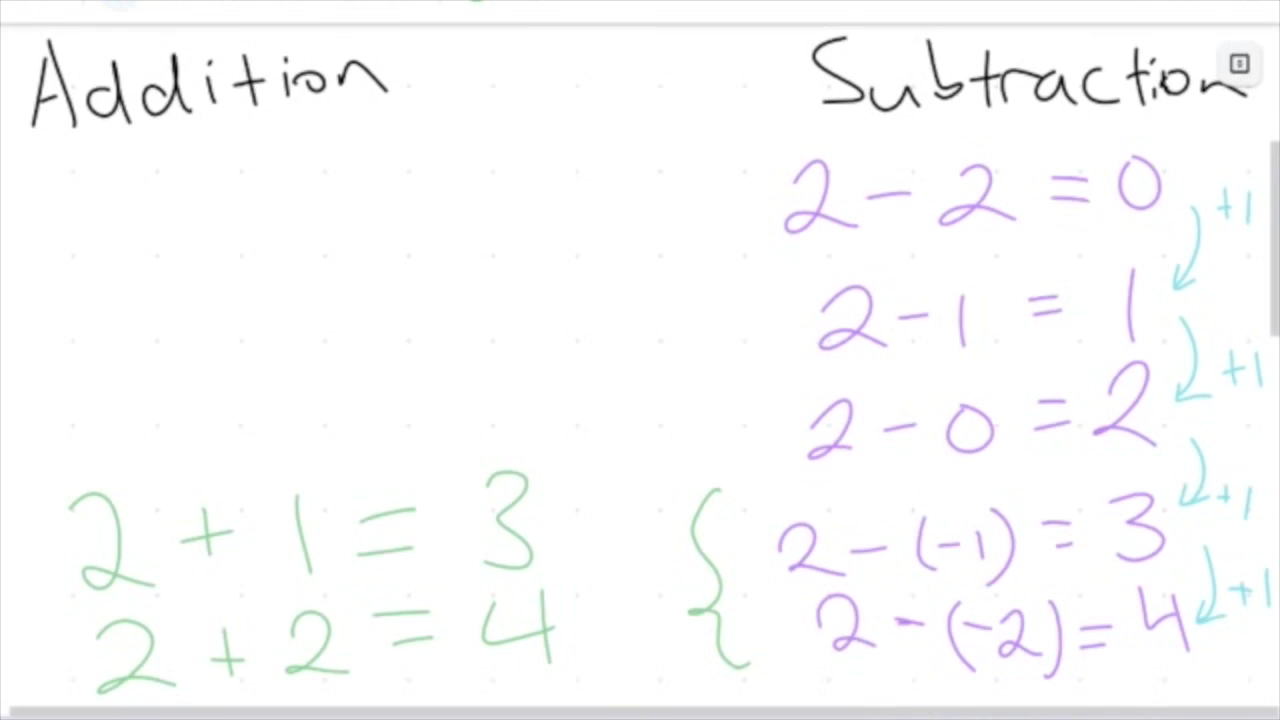 Addition Subtraction
2 - 2 = 0
+1
2 - 1 = 1
+1
2 - 0 = 2
+1
2 + 1 = 3 { 2 - (-1) = 3
+1
2 + 2 = 4 2 - (-2) = 4